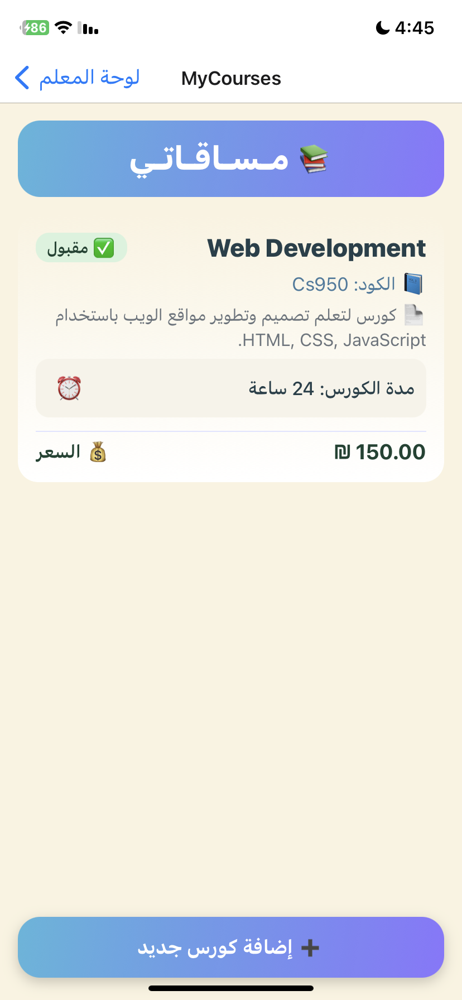 86
4:45
لوحة المعلم
MyCourses
📚 مـسـاقـاتـي
Web Development
✅ مقبول
📘 الكود: Cs950
📄 كورس لتعلم تصميم وتطوير مواقع الويب باستخدام
HTML, CSS, JavaScript.
مدة الكورس: 24 ساعة
⏰
₪ 150.00
💰 السعر
➕ إضافة كورس جديد